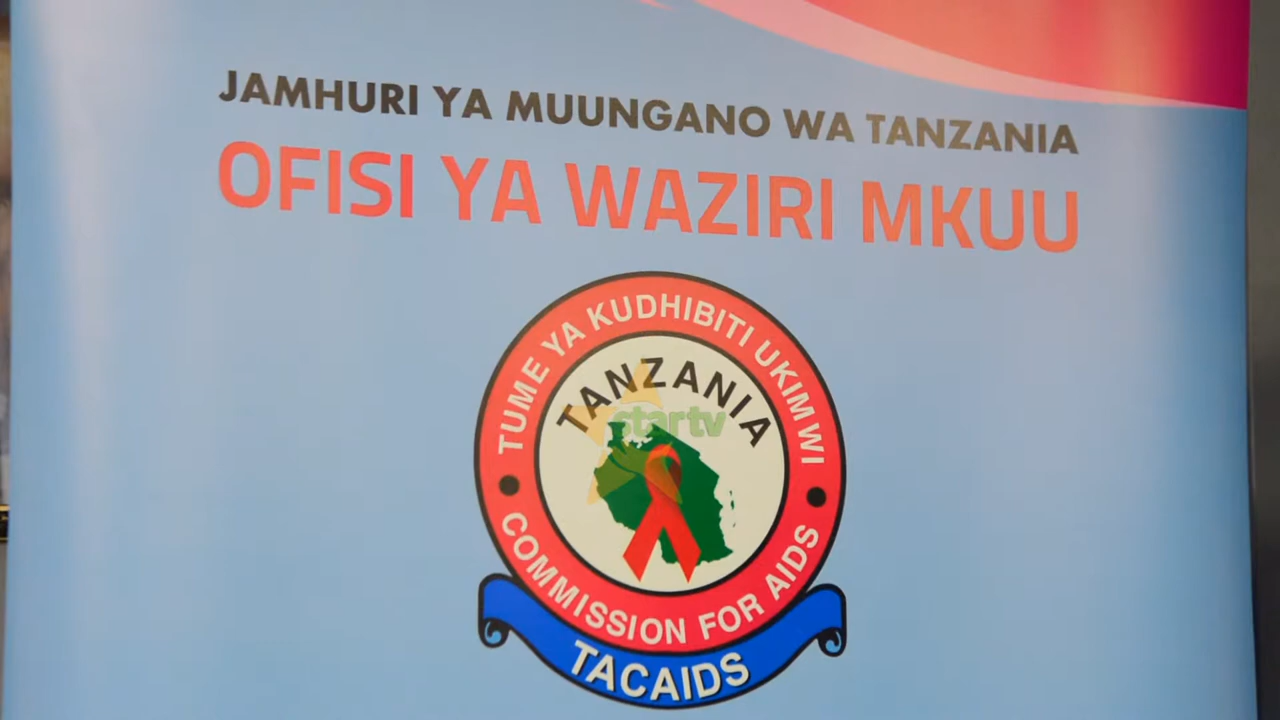 JAMHURI YA MUUNGANO WA TANZANIA
OFISI YA WAZIRI MKUU
TUME YA KUDHIBITI UKIMWI
TANZANIA
startv
COMMISSION FOR AIDS
TACAIDS